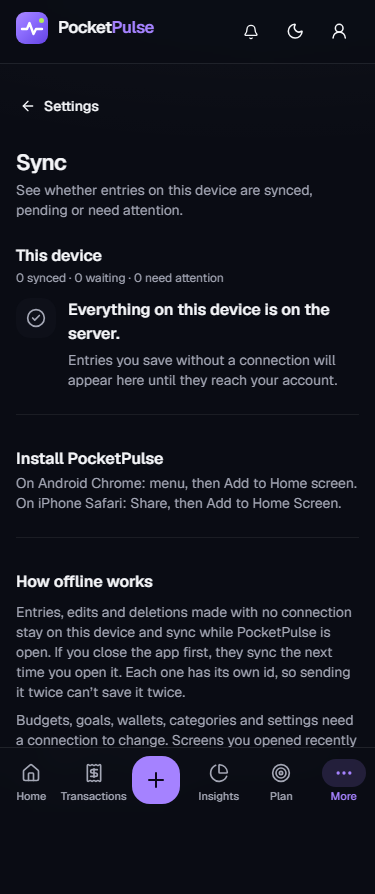 PocketPulse
Settings
Sync
See whether entries on this device are synced,
pending or need attention.
This device
0 synced · 0 waiting · 0 need attention
Everything on this device is on the
server.
Entries you save without a connection will
appear here until they reach your account.
Install PocketPulse
On Android Chrome: menu, then Add to Home screen.
On iPhone Safari: Share, then Add to Home Screen.
How offline works
Entries, edits and deletions made with no connection
stay on this device and sync while PocketPulse is
open. If you close the app first, they sync the next
time you open it. Each one has its own id, so sending
it twice can't save it twice.
Budgets, goals, wallets, categories and settings need
a connection to change. Screens you opened recently
Home
Transactions
Insights
Plan
More